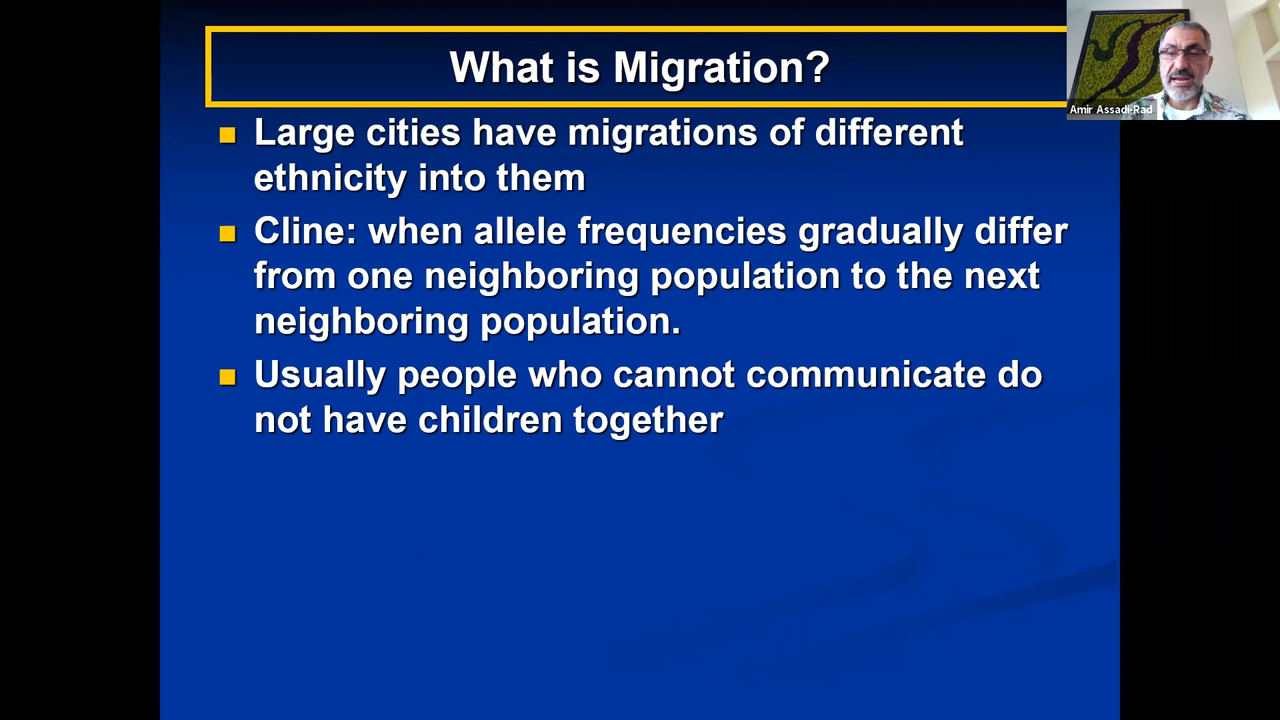 What is Migration?
Amir Assadi-Rad
Large cities have migrations of different
ethnicity into them
Cline: when allele frequencies gradually differ
from one neighboring population to the next
neighboring population.
Usually people who cannot communicate do
not have children together